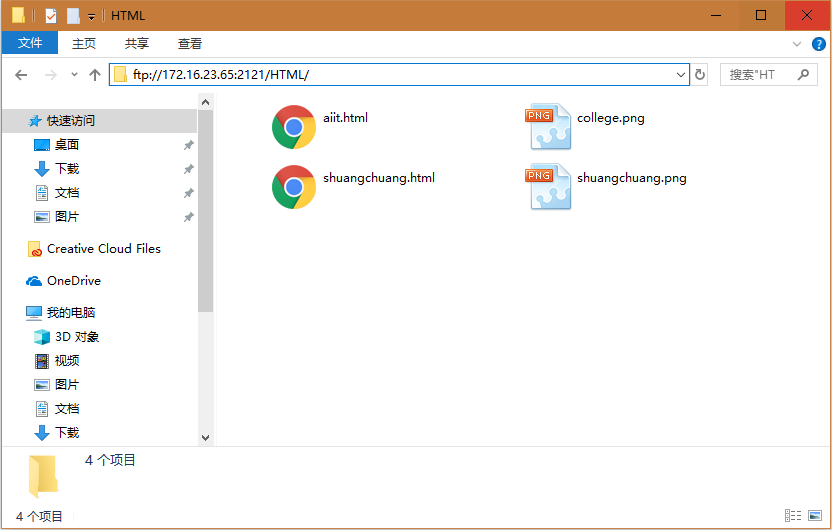 HTML
文件 主页 共享 查看
ftp://172.16.23.65:2121/HTML/ 搜索"HT
快速访问
桌面
下载
文档
图片
Creative Cloud Files
OneDrive
我的电脑
3D 对象
视频
图片
文档
下载
aiit.html
PNG college.png
shuangchuang.html
PNG shuangchuang.png
4 个项目
4 个项目